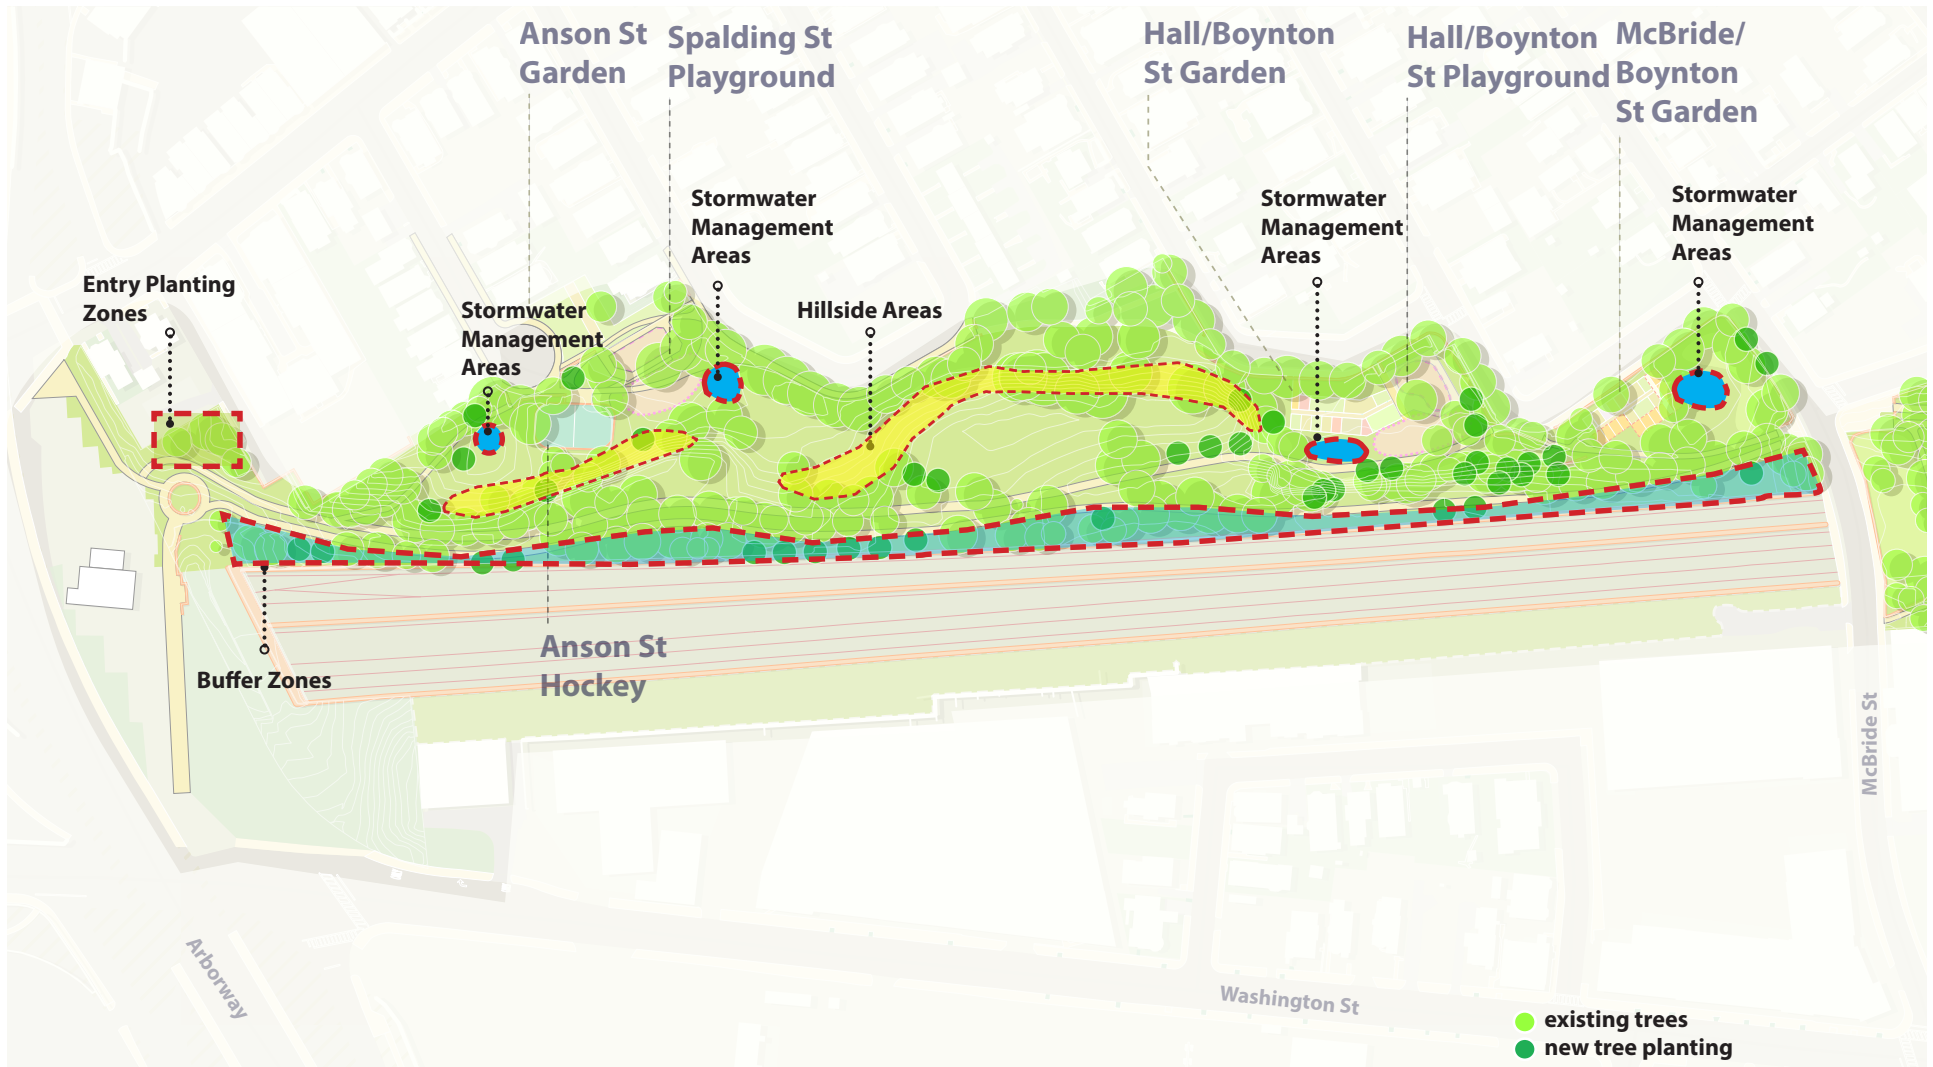 Anson St
Garden
Spalding St
Playground
Hall/Boynton
St Garden
Hall/Boynton
St Playground
McBride/
Boynton
St Garden
Stormwater
Management
Areas
Stormwater
Management
Areas
Stormwater
Management
Areas
Entry Planting
Zones
Stormwater
Management
Areas
Hillside Areas
Anson St
Hockey
Buffer Zones
McBride St
Arborway
Washington St
existing trees
new tree planting